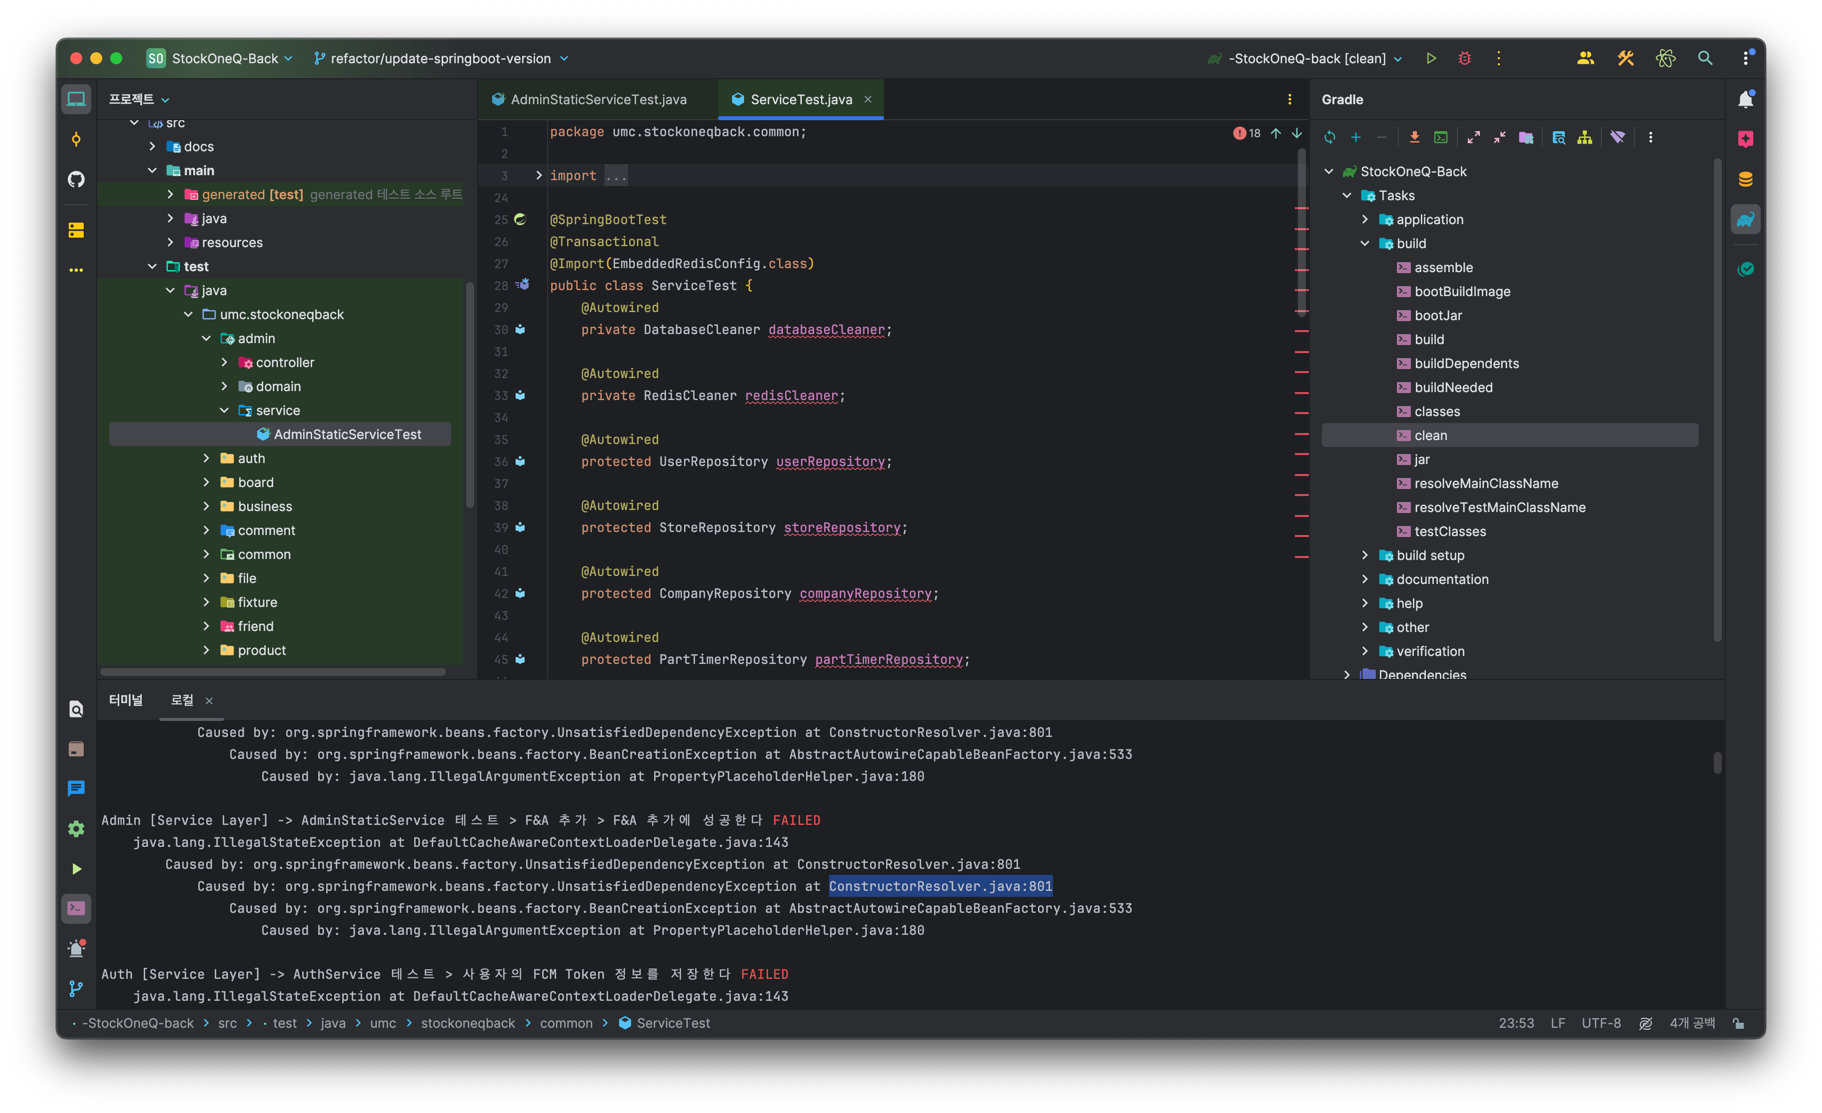 SO StockOneQ-Back refactor/update-springboot-version -StockOneQ-back [clean]
프로젝트
src
docs
main
generated [test] generated 테스트 소스 루트
java
resources
test
java
umc.stockoneqback
admin
controller
domain
service
AdminStaticServiceTest
auth
board
business
comment
common
file
fixture
friend
product
AdminStaticServiceTest.java ServiceTest.java
18
1 package umc.stockoneqback.common;
2
3 import ...
24
25 @SpringBootTest
26 @Transactional
27 @Import(EmbeddedRedisConfig.class)
28 public class ServiceTest {
29 @Autowired
30 private DatabaseCleaner databaseCleaner;
31
32 @Autowired
33 private RedisCleaner redisCleaner;
34
35 @Autowired
36 protected UserRepository userRepository;
37
38 @Autowired
39 protected StoreRepository storeRepository;
40
41 @Autowired
42 protected CompanyRepository companyRepository;
43
44 @Autowired
45 protected PartTimerRepository partTimerRepository;
Gradle
StockOneQ-Back
Tasks
application
build
assemble
bootBuildImage
bootJar
build
buildDependents
buildNeeded
classes
clean
jar
resolveMainClassName
resolveTestMainClassName
testClasses
build setup
documentation
help
other
verification
Dependencies
터미널 로컬
Caused by: org.springframework.beans.factory.UnsatisfiedDependencyException at ConstructorResolver.java:801
Caused by: org.springframework.beans.factory.BeanCreationException at AbstractAutowireCapableBeanFactory.java:533
Caused by: java.lang.IllegalArgumentException at PropertyPlaceholderHelper.java:180
Admin [Service Layer] -> AdminStaticService 테스트 > F&A 추가 > F&A 추가에 성공한다 FAILED
java.lang.IllegalStateException at DefaultCacheAwareContextLoaderDelegate.java:143
Caused by: org.springframework.beans.factory.UnsatisfiedDependencyException at ConstructorResolver.java:801
Caused by: org.springframework.beans.factory.UnsatisfiedDependencyException at ConstructorResolver.java:801
Caused by: org.springframework.beans.factory.BeanCreationException at AbstractAutowireCapableBeanFactory.java:533
Caused by: java.lang.IllegalArgumentException at PropertyPlaceholderHelper.java:180
Auth [Service Layer] -> AuthService 테스트 > 사용자의 FCM Token 정보를 저장한다 FAILED
java.lang.IllegalStateException at DefaultCacheAwareContextLoaderDelegate.java:143
-StockOneQ-back > src > test > java > umc > stockoneqback > common > ServiceTest 23:53 LF UTF-8 4개 공백